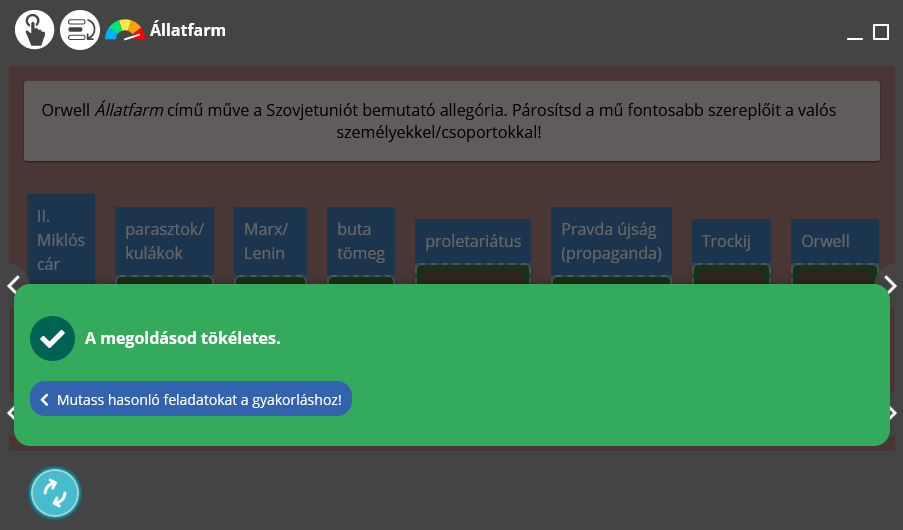 Állatfarm
Orwell Állatfarm című műve a Szovjetuniót bemutató allegória. Párosítsd a mű fontosabb szereplőit a valós
személyekkel/csoportokkal!
II.
Miklós
cár
parasztok/
kulákok
Marx/
Lenin
buta
tömeg
proletariátus
Pravda újság
(propaganda)
Trockij
Orwell
A megoldásod tökéletes.
Mutass hasonló feladatokat a gyakorláshoz!